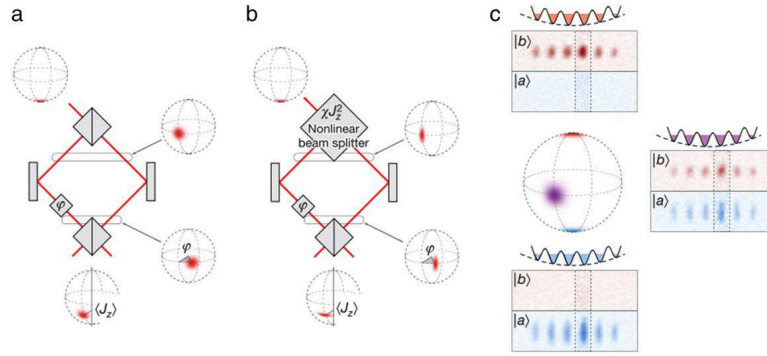 a
b
c
χJ_z^2
Nonlinear
beam splitter
φ
φ
φ
φ
⟨J_z⟩
⟨J_z⟩
|b⟩
|a⟩
|b⟩
|a⟩
|b⟩
|a⟩